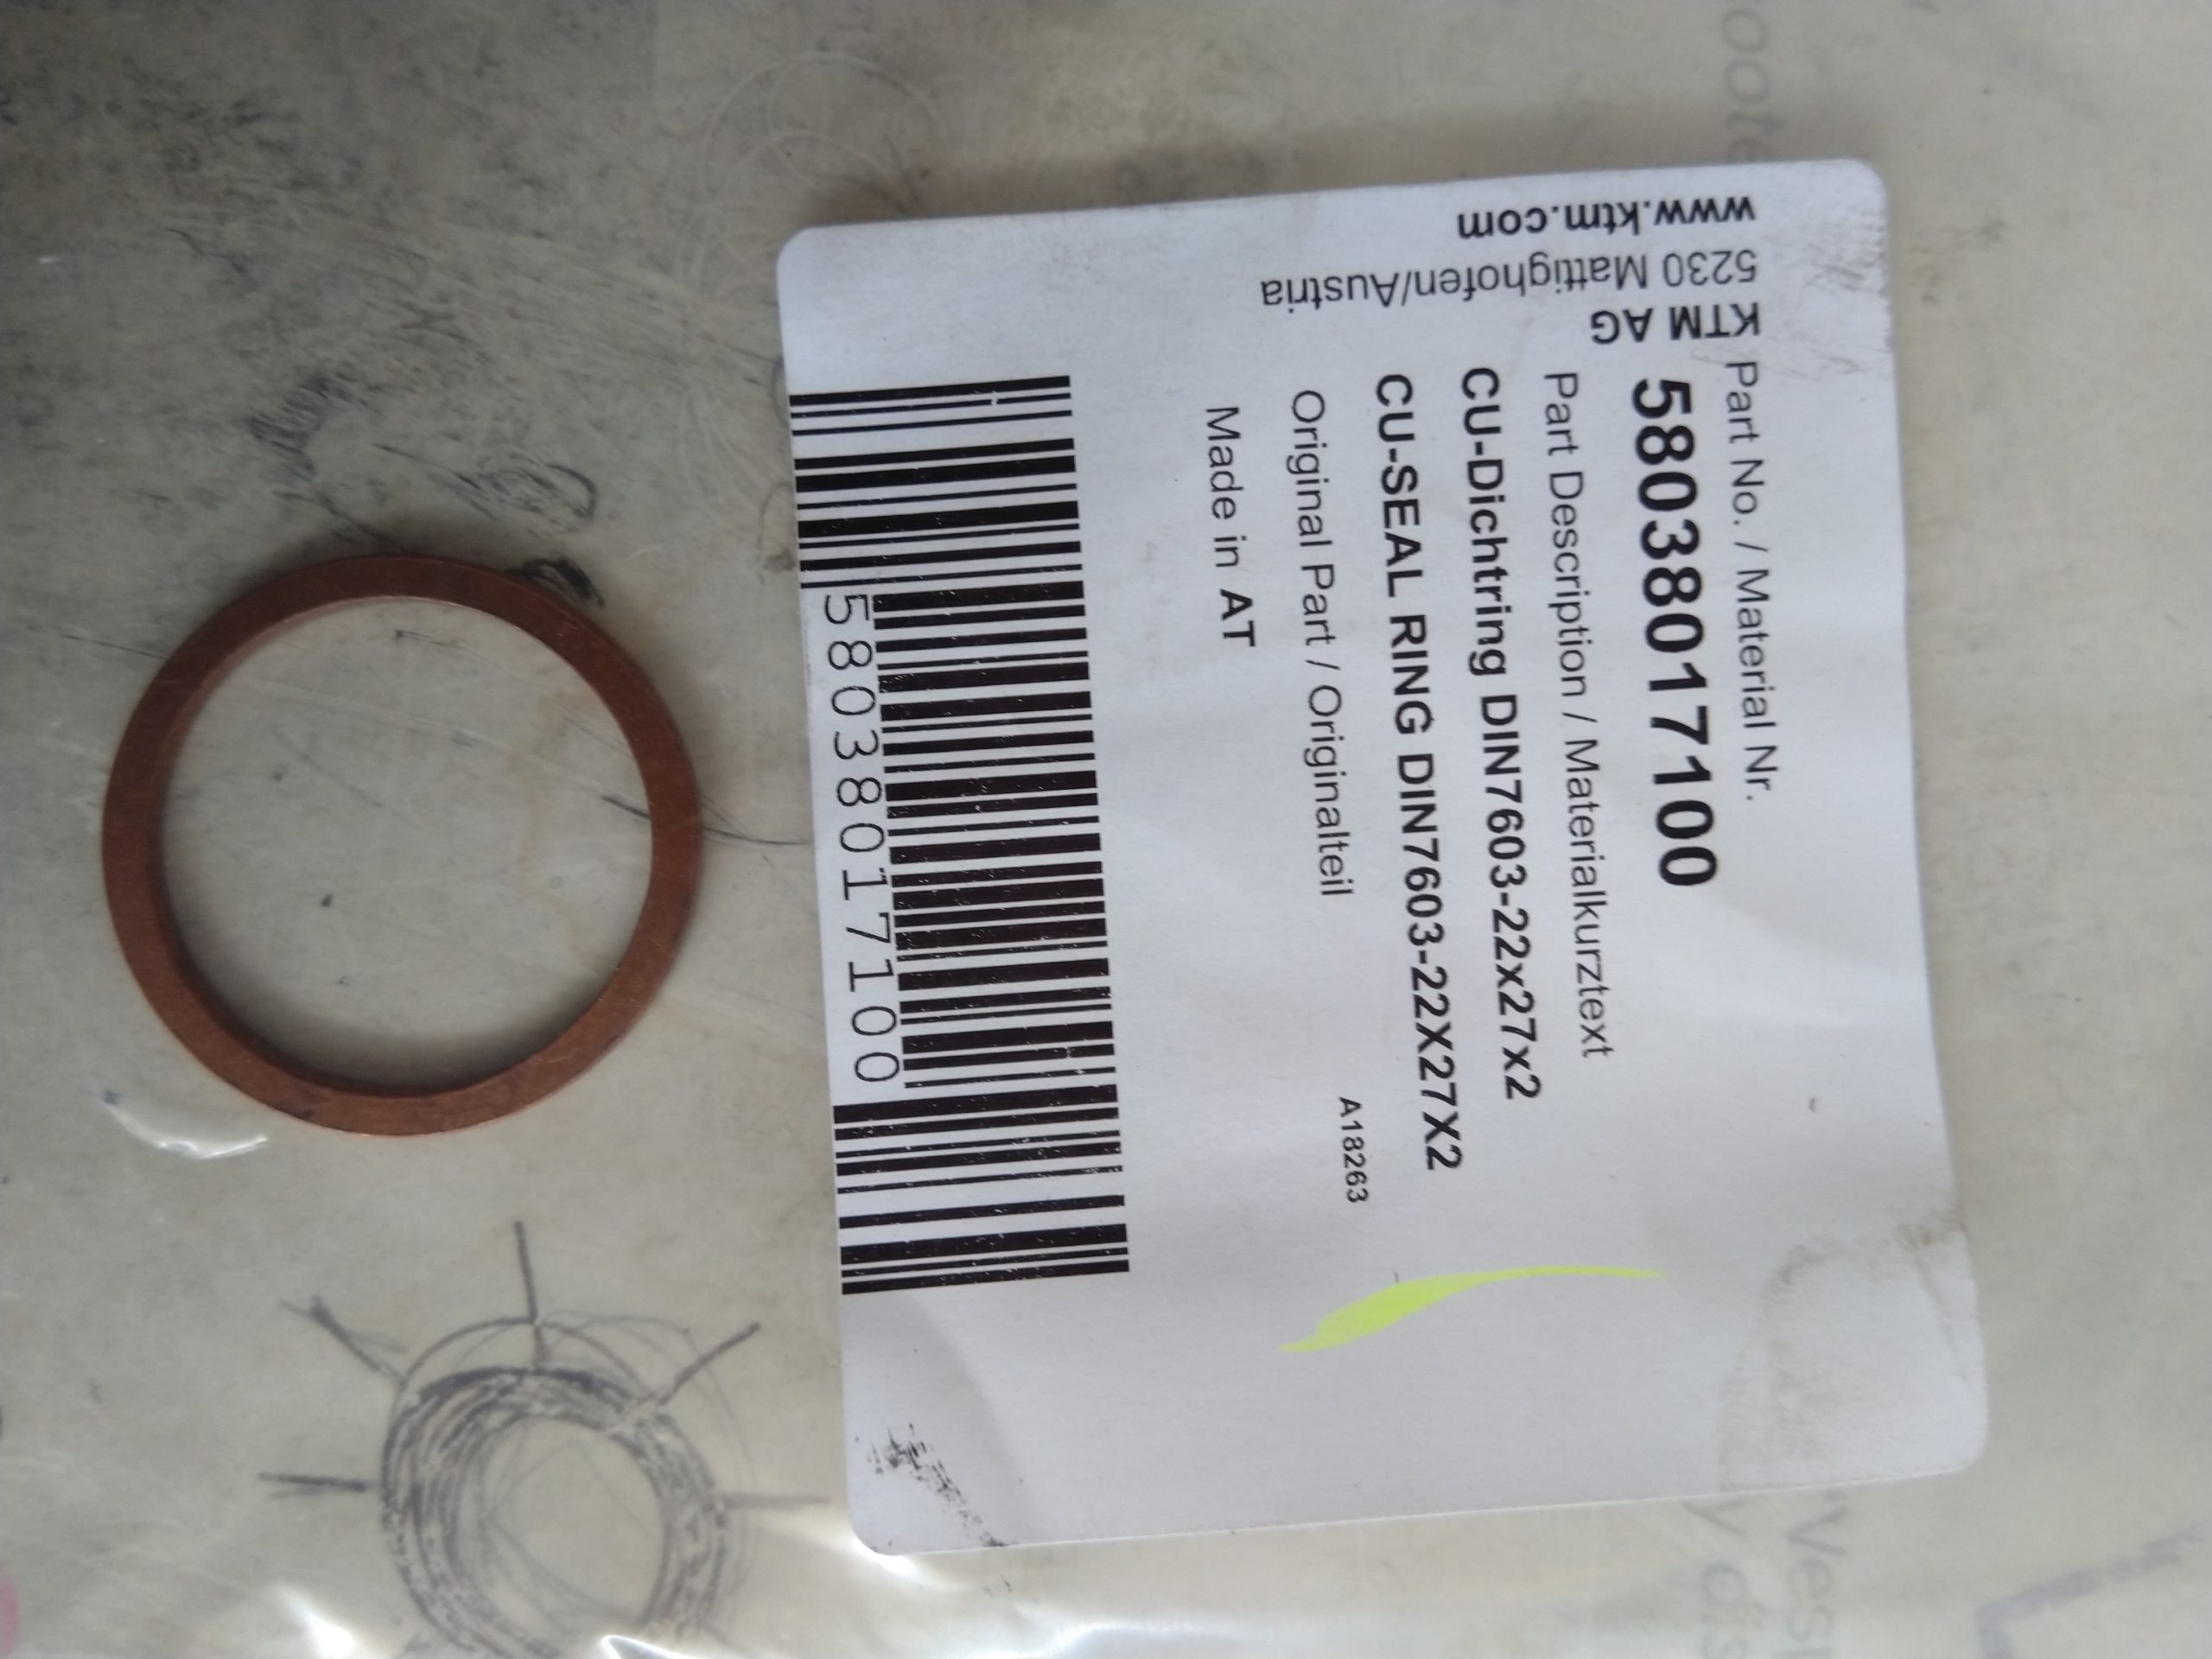 Part No. / Material Nr.
58038017100
Part Description / Materialkurztext
CU-Dichtring DIN7603-22x27x2
CU-SEAL RING DIN7603-22X27X2
Original Part / Originalteil
A18263
Made in AT
58038017100
KTM AG
5230 Mattighofen/Austria
www.ktm.com